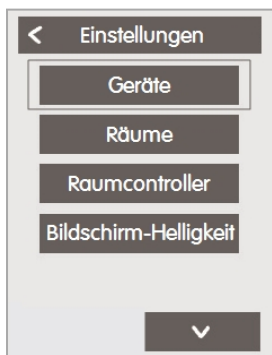 Einstellungen
Geräte
Räume
Raumcontroller
Bildschirm-Helligkeit